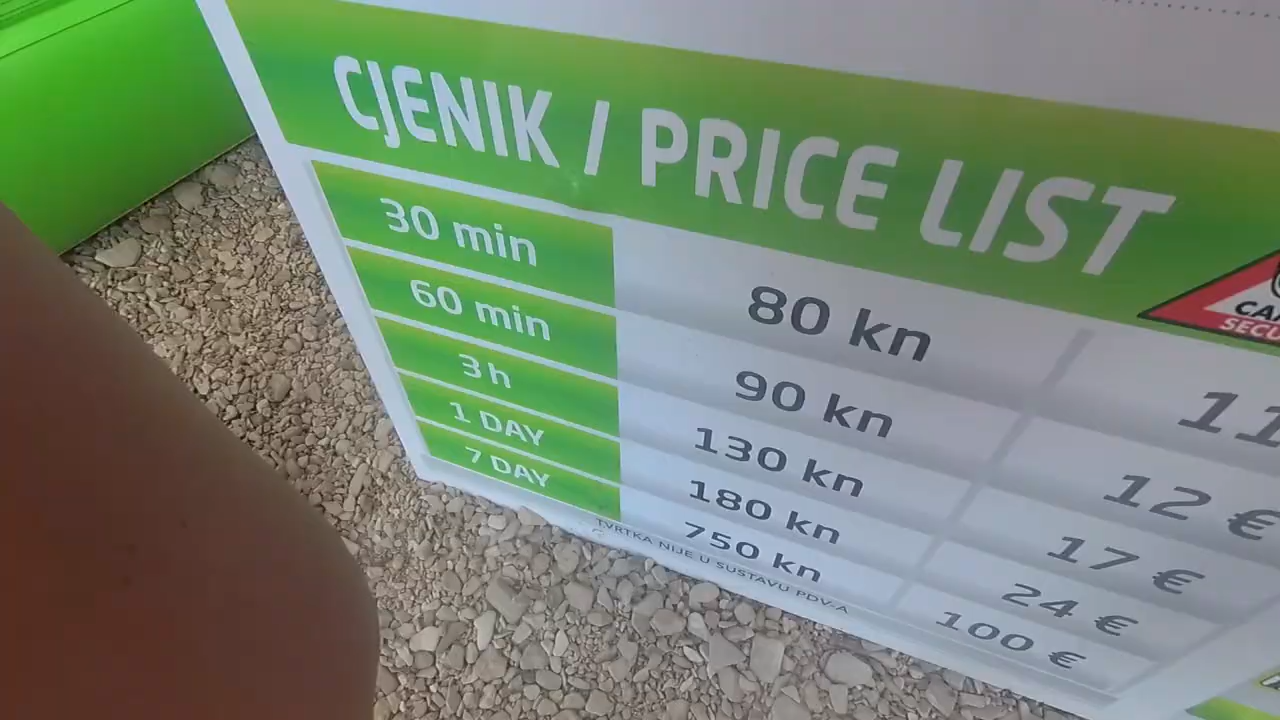 CJENIK / PRICE LIST
30 min 80 kn 11
60 min 90 kn 12 €
3 h 130 kn 17 €
1 DAY 180 kn 24 €
7 DAY 750 kn 100 €
TVRTKA NIJE U SUSTAVU PDV-A